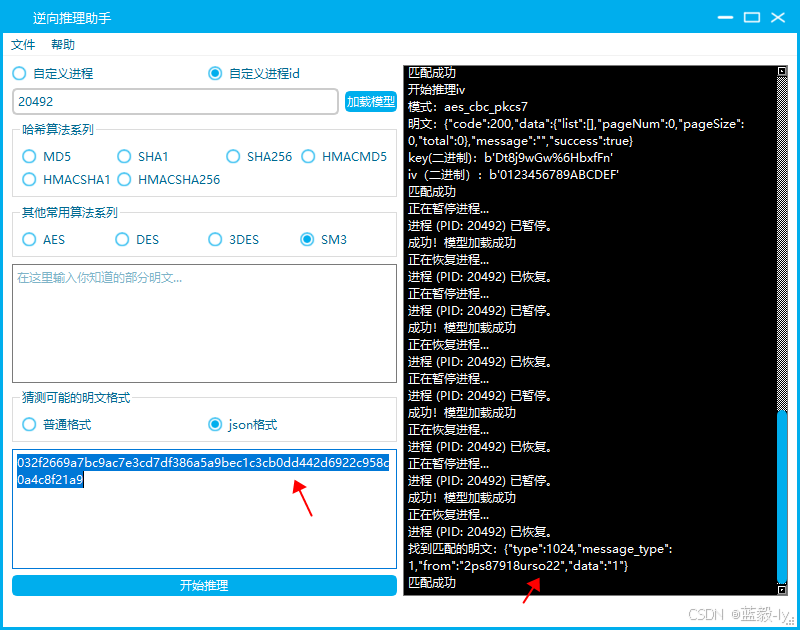 逆向推理助手
文件 帮助
自定义进程 自定义进程id
20492 加载模型
哈希算法系列
MD5 SHA1 SHA256 HMACMD5
HMACSHA1 HMACSHA256
其他常用算法系列
AES DES 3DES SM3
在这里输入你知道的部分明文...
猜测可能的明文格式
普通格式 json格式
032f2669a7bc9ac7e3cd7df386a5a9bec1c3cb0dd442d6922c958c
0a4c8f21a9
开始推理
匹配成功
开始推理iv
模式：aes_cbc_pkcs7
明文：{"code":200,"data":{"list":[],"pageNum":0,"pageSize":
0,"total":0},"message":"","success":true}
key(二进制)：b'Dt8j9wGw%6HbxfFn'
iv（二进制）：b'0123456789ABCDEF'
匹配成功
正在暂停进程...
进程 (PID: 20492) 已暂停。
成功！模型加载成功
正在恢复进程...
进程 (PID: 20492) 已恢复。
正在暂停进程...
进程 (PID: 20492) 已暂停。
成功！模型加载成功
正在恢复进程...
进程 (PID: 20492) 已恢复。
正在暂停进程...
进程 (PID: 20492) 已暂停。
成功！模型加载成功
正在恢复进程...
进程 (PID: 20492) 已恢复。
正在暂停进程...
进程 (PID: 20492) 已暂停。
成功！模型加载成功
正在恢复进程...
进程 (PID: 20492) 已恢复。
找到匹配的明文：{"type":1024,"message_type":
1,"from":"2ps87918urso22","data":"1"}
匹配成功
CSDN @蓝毅-ly